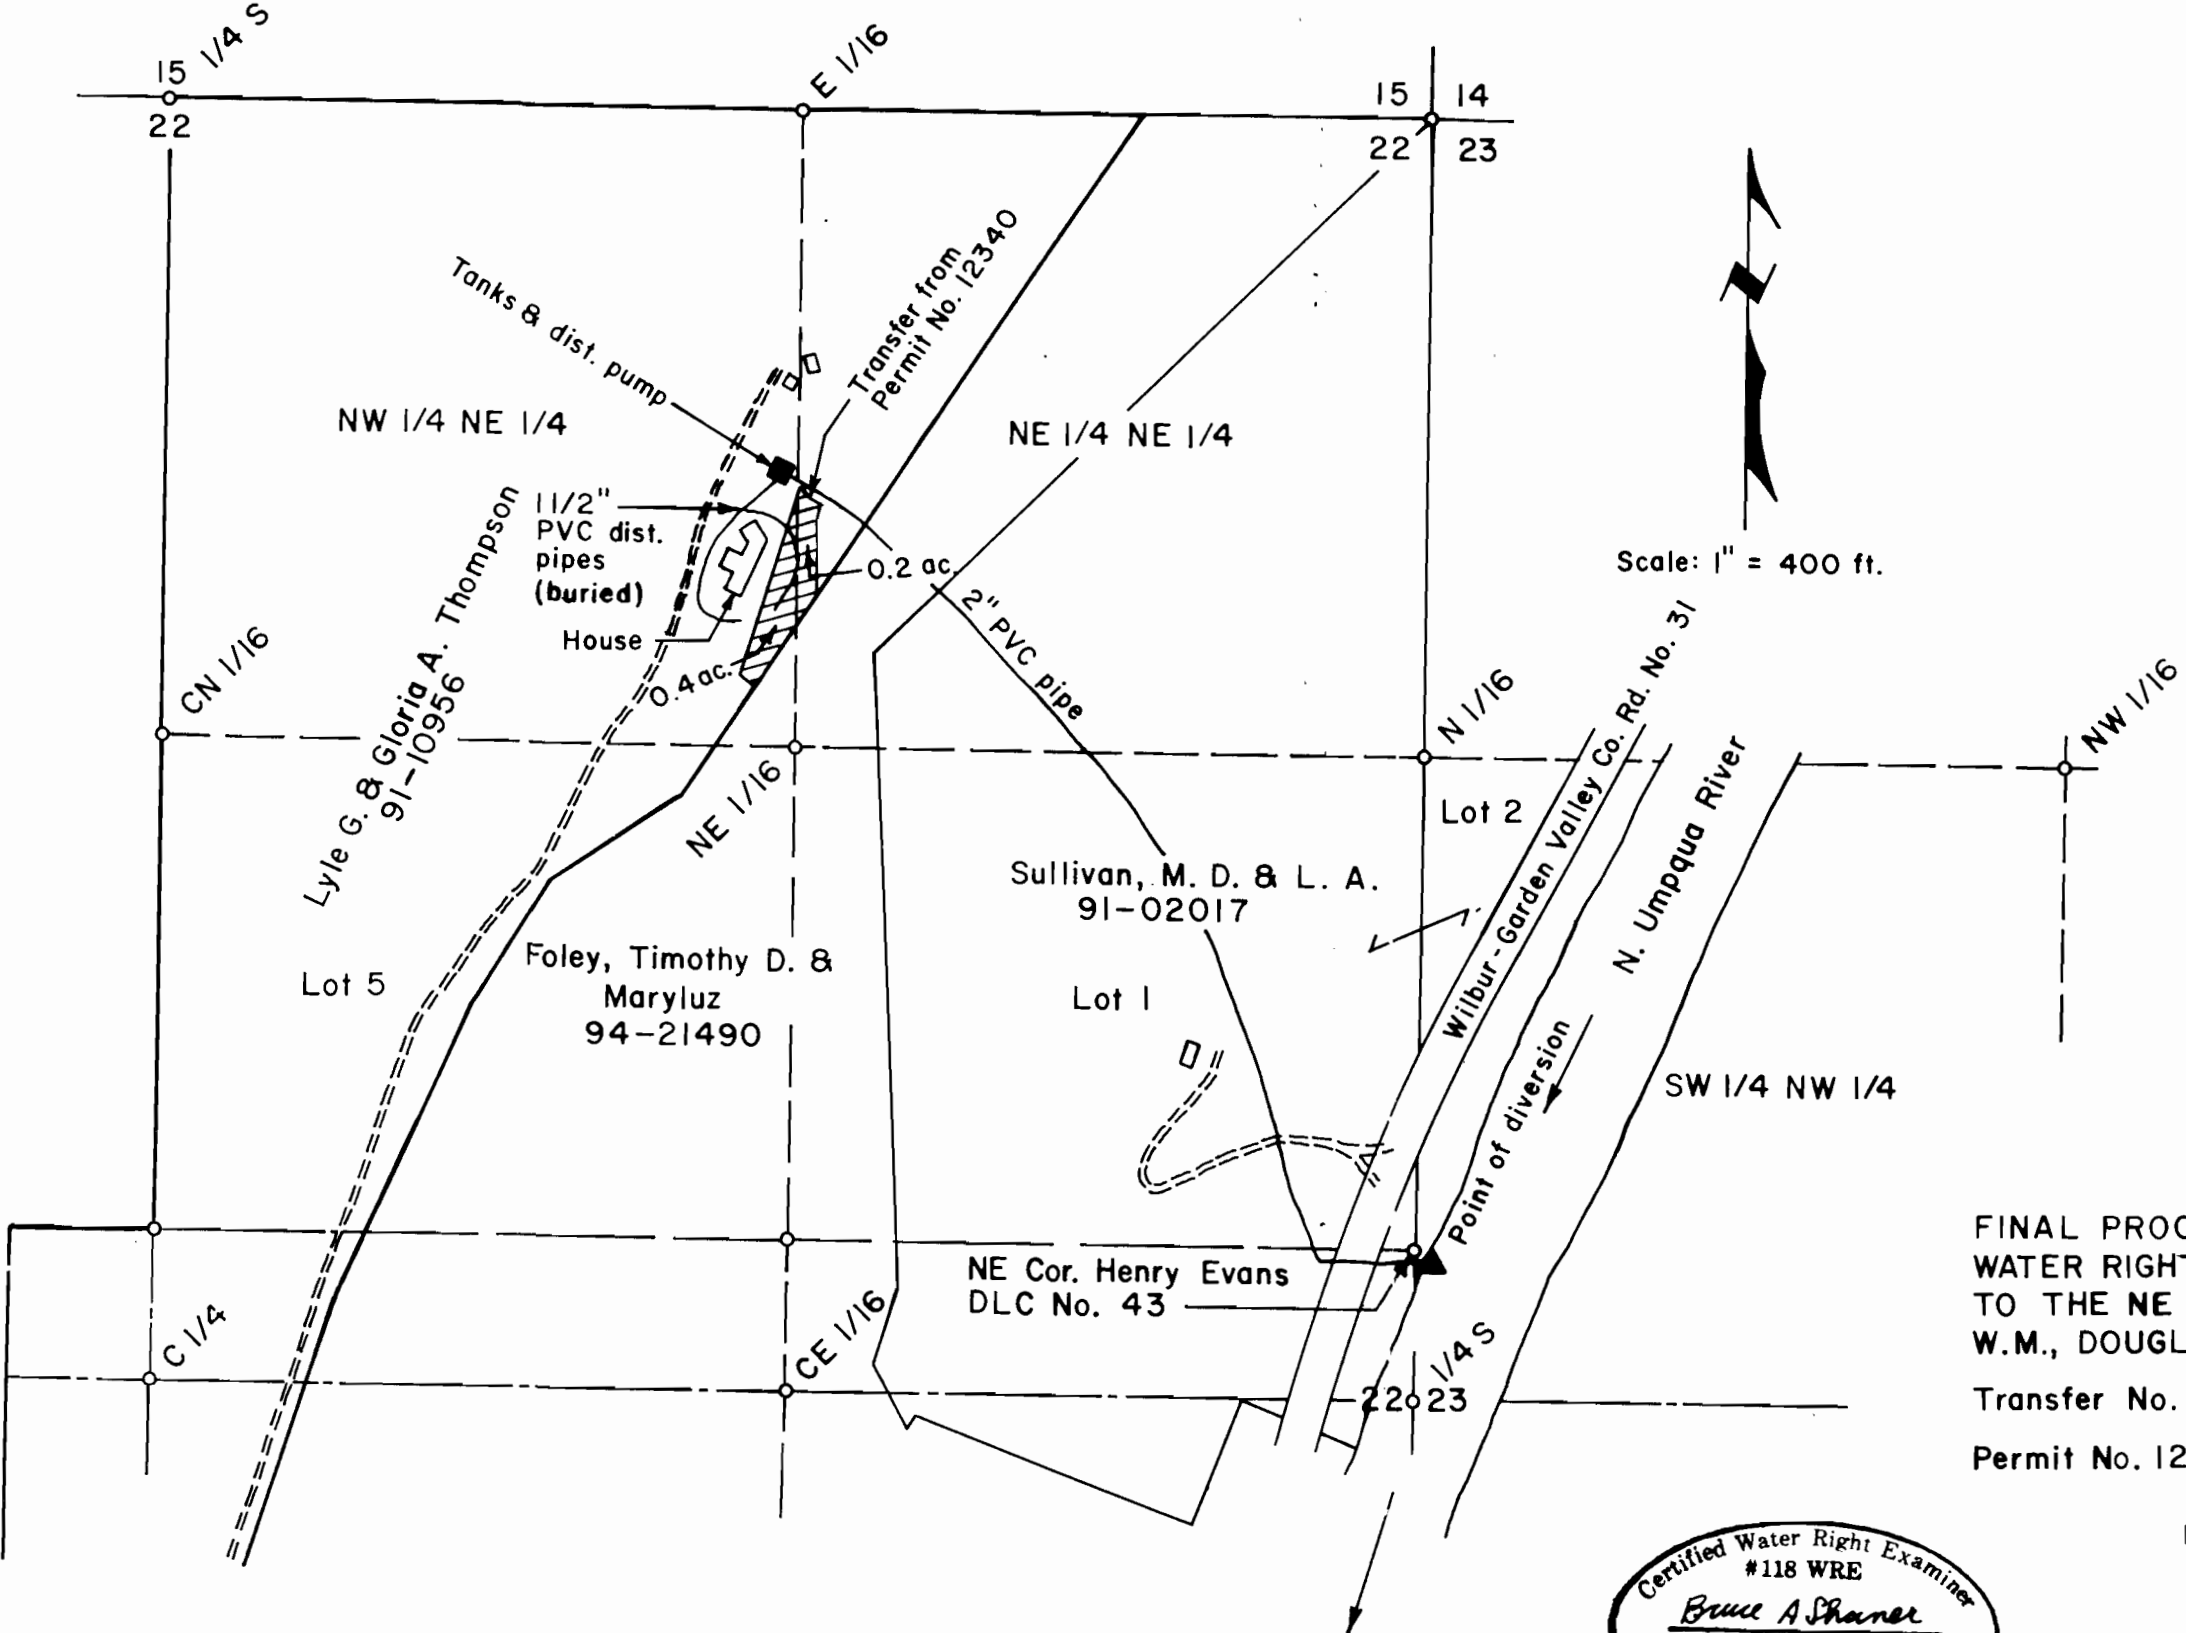 15 1/4 S
22
E 1/16
15 14
22 23
Tanks & dist. pump
Transfer from
Permit No. 12340
NW 1/4 NE 1/4
NE 1/4 NE 1/4
1 1/2"
PVC dist.
pipes
(buried)
House
0.2 ac.
0.4 ac.
2" PVC pipe
Scale: 1" = 400 ft.
CN 1/16
Lyle G. & Gloria A. Thompson
91-10956
NE 1/16
N 1/16
NW 1/16
Wilbur-Garden Valley Co. Rd. No. 31
N. Umpqua River
Lot 2
Sullivan, M. D. & L. A.
91-02017
Foley, Timothy D. &
Maryluz
94-21490
Lot 5
Lot 1
Point of diversion
SW 1/4 NW 1/4
NE Cor. Henry Evans
DLC No. 43
C 1/4
CE 1/16
1/4 S
22 23
FINAL PROO
WATER RIGHT
TO THE NE
W.M., DOUGL
Transfer No.
Permit No. 12
Certified Water Right Examiner
#118 WRE
Bruce A Shaner